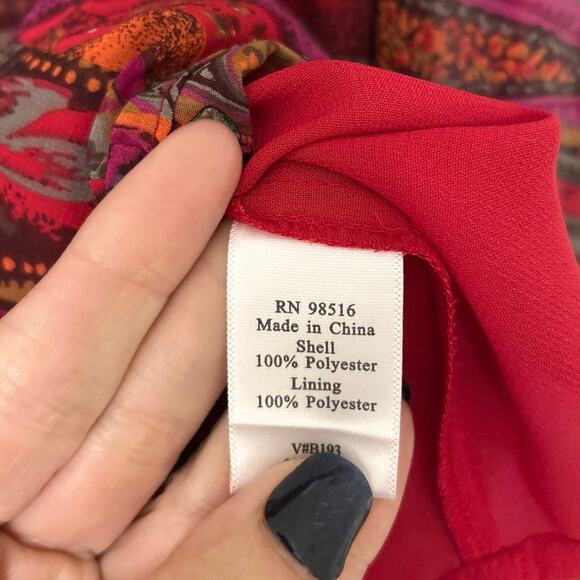 RN 98516
Made in China
Shell
100% Polyester
Lining
100% Polyester
V#B193